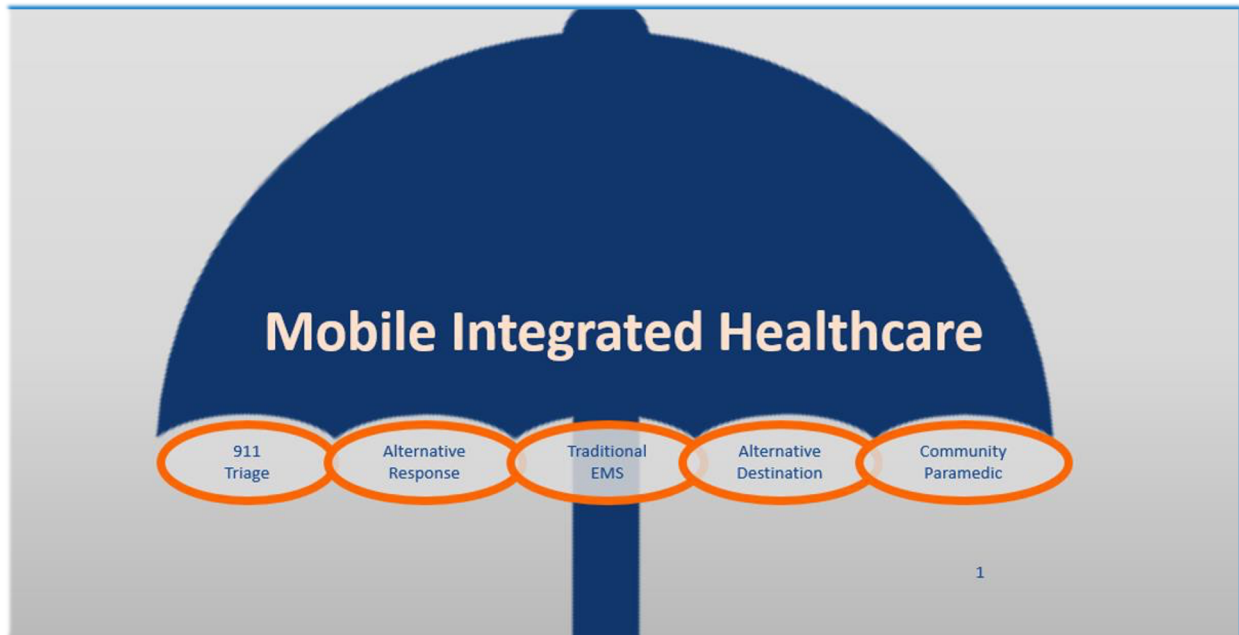 Mobile Integrated Healthcare
911
Triage
Alternative
Response
Traditional
EMS
Alternative
Destination
Community
Paramedic
1